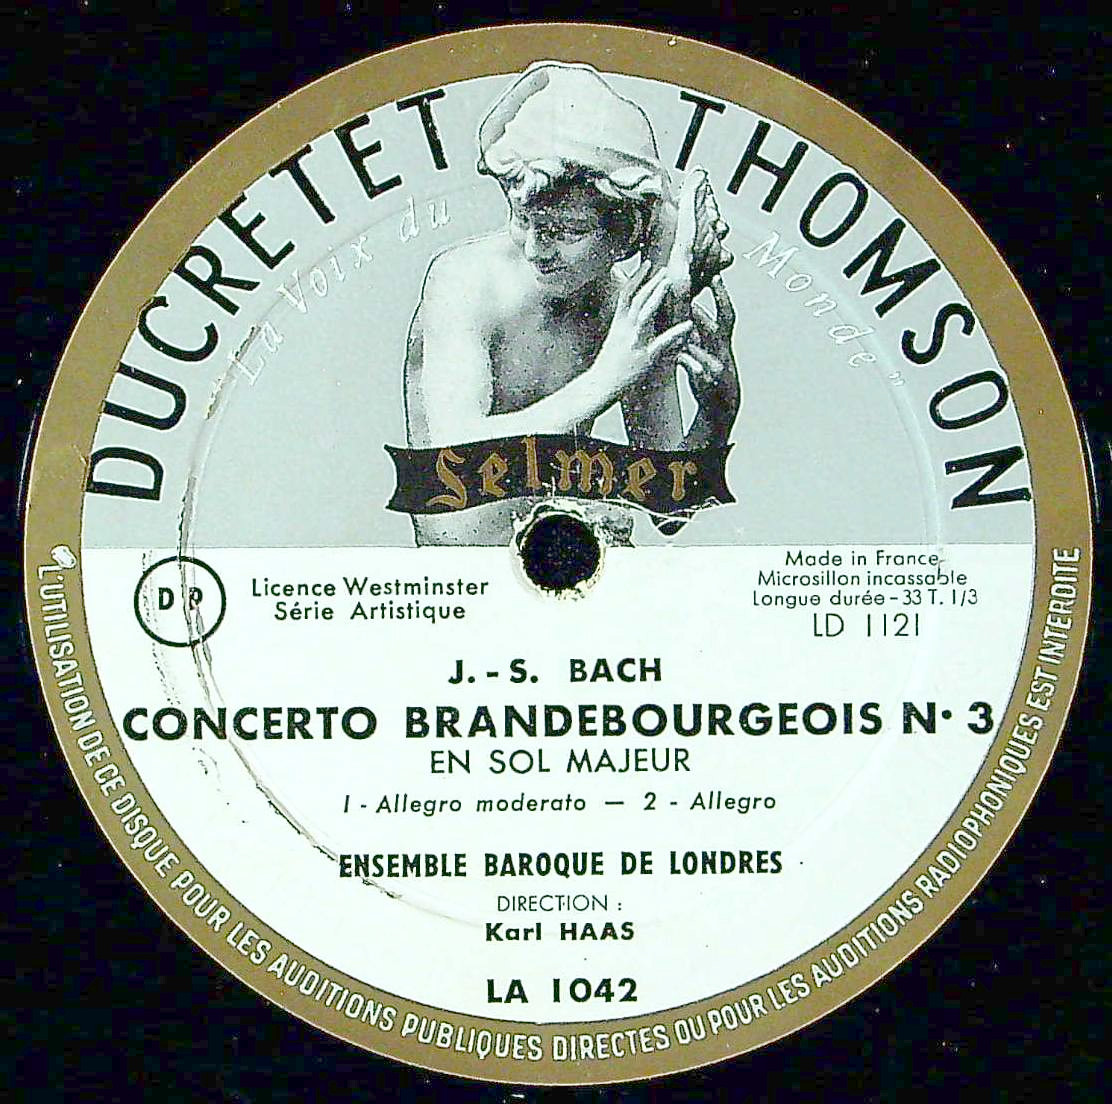 DUCRETET THOMSON
"La Voix du Monde"
Selmer
DP
Licence Westminster
Série Artistique
Made in France
Microsillon incassable
Longue durée - 33 T. 1/3
LD 1121
J. - S. BACH
CONCERTO BRANDEBOURGEOIS N• 3
EN SOL MAJEUR
1 - Allegro moderato — 2 - Allegro
ENSEMBLE BAROQUE DE LONDRES
DIRECTION :
Karl HAAS
LA 1042
L'UTILISATION DE CE DISQUE POUR LES AUDITIONS PUBLIQUES DIRECTES OU POUR LES AUDITIONS RADIOPHONIQUES EST INTERDITE